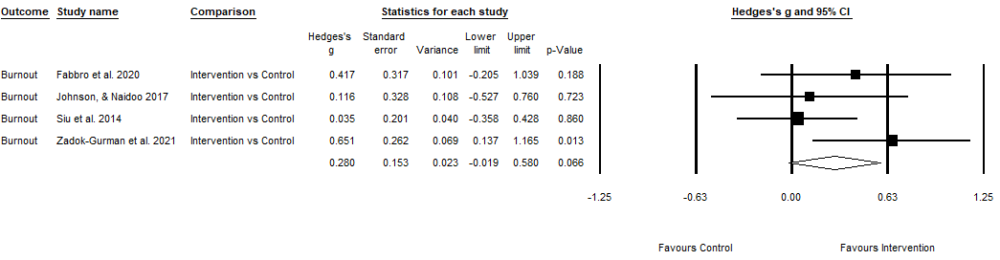 Outcome Study name Comparison Statistics for each study Hedges's g and 95% CI
Hedges's Standard Lower Upper
g error Variance limit limit p-Value
Burnout Fabbro et al. 2020 Intervention vs Control 0.417 0.317 0.101 -0.205 1.039 0.188
Burnout Johnson, & Naidoo 2017 Intervention vs Control 0.116 0.328 0.108 -0.527 0.760 0.723
Burnout Siu et al. 2014 Intervention vs Control 0.035 0.201 0.040 -0.358 0.428 0.860
Burnout Zadok-Gurman et al. 2021 Intervention vs Control 0.651 0.262 0.069 0.137 1.165 0.013
0.280 0.153 0.023 -0.019 0.580 0.066
-1.25 -0.63 0.00 0.63 1.25
Favours Control Favours Intervention